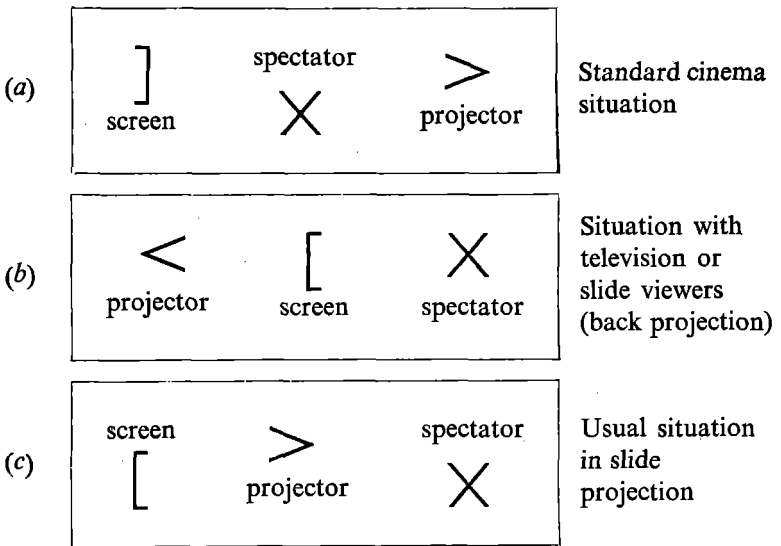 (a)
spectator
screen
projector
Standard cinema
situation
(b)
projector
screen
spectator
Situation with
television or
slide viewers
(back projection)
(c)
screen
spectator
projector
Usual situation
in slide
projection